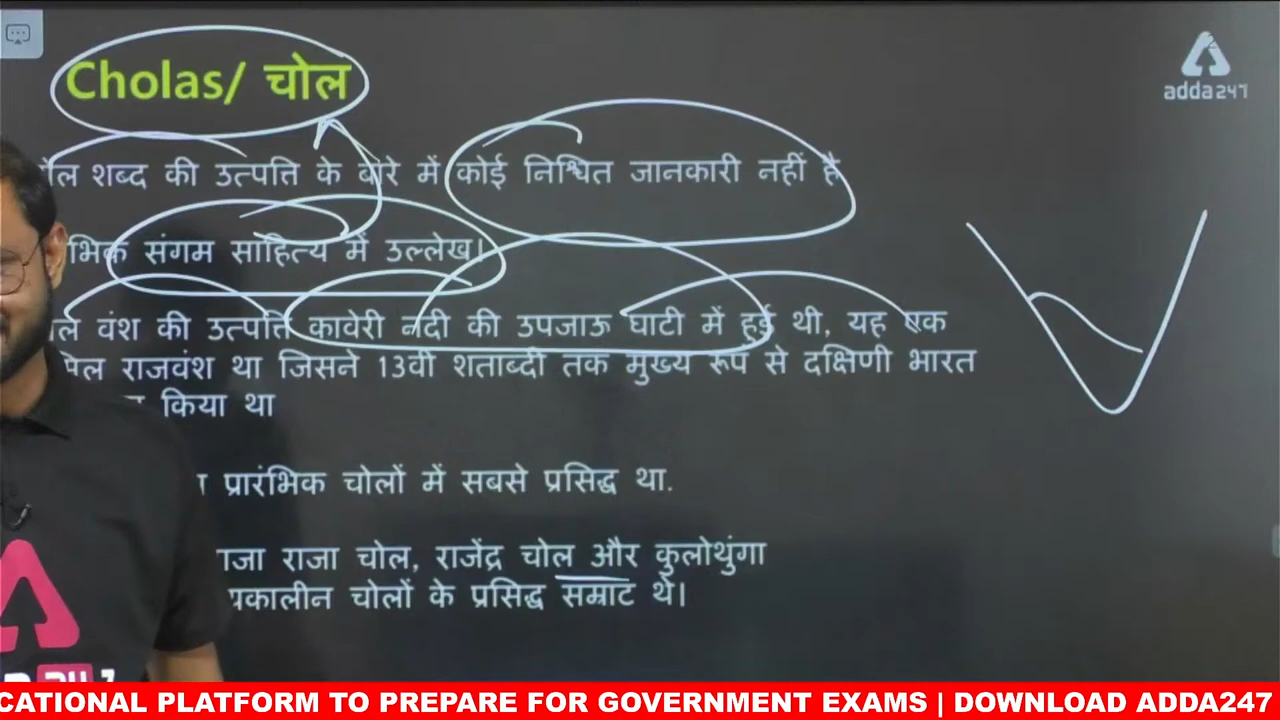 Cholas/ चोल
adda247
शब्द की उत्पत्ति के बारे में कोई निश्चित जानकारी नहीं है
संगम साहित्य में उल्लेख।
वंश की उत्पत्ति कावेरी नदी की उपजाऊ घाटी में हुई थी, यह एक
राजवंश था जिसने 13वी शताब्दी तक मुख्य रूप से दक्षिणी भारत
किया था
प्रारंभिक चोलों में सबसे प्रसिद्ध था.
राजा चोल, राजेंद्र चोल और कुलोथुंगा
चोलों के प्रसिद्ध सम्राट थे।
CATIONAL PLATFORM TO PREPARE FOR GOVERNMENT EXAMS | DOWNLOAD ADDA247